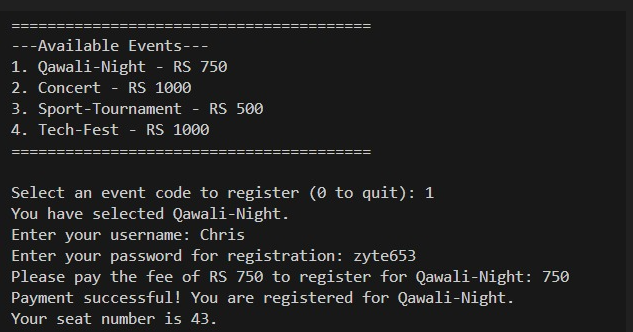 ========================================
---Available Events---
1. Qawali-Night - RS 750
2. Concert - RS 1000
3. Sport-Tournament - RS 500
4. Tech-Fest - RS 1000
========================================
Select an event code to register (0 to quit): 1
You have selected Qawali-Night.
Enter your username: Chris
Enter your password for registration: zyte653
Please pay the fee of RS 750 to register for Qawali-Night: 750
Payment successful! You are registered for Qawali-Night.
Your seat number is 43.